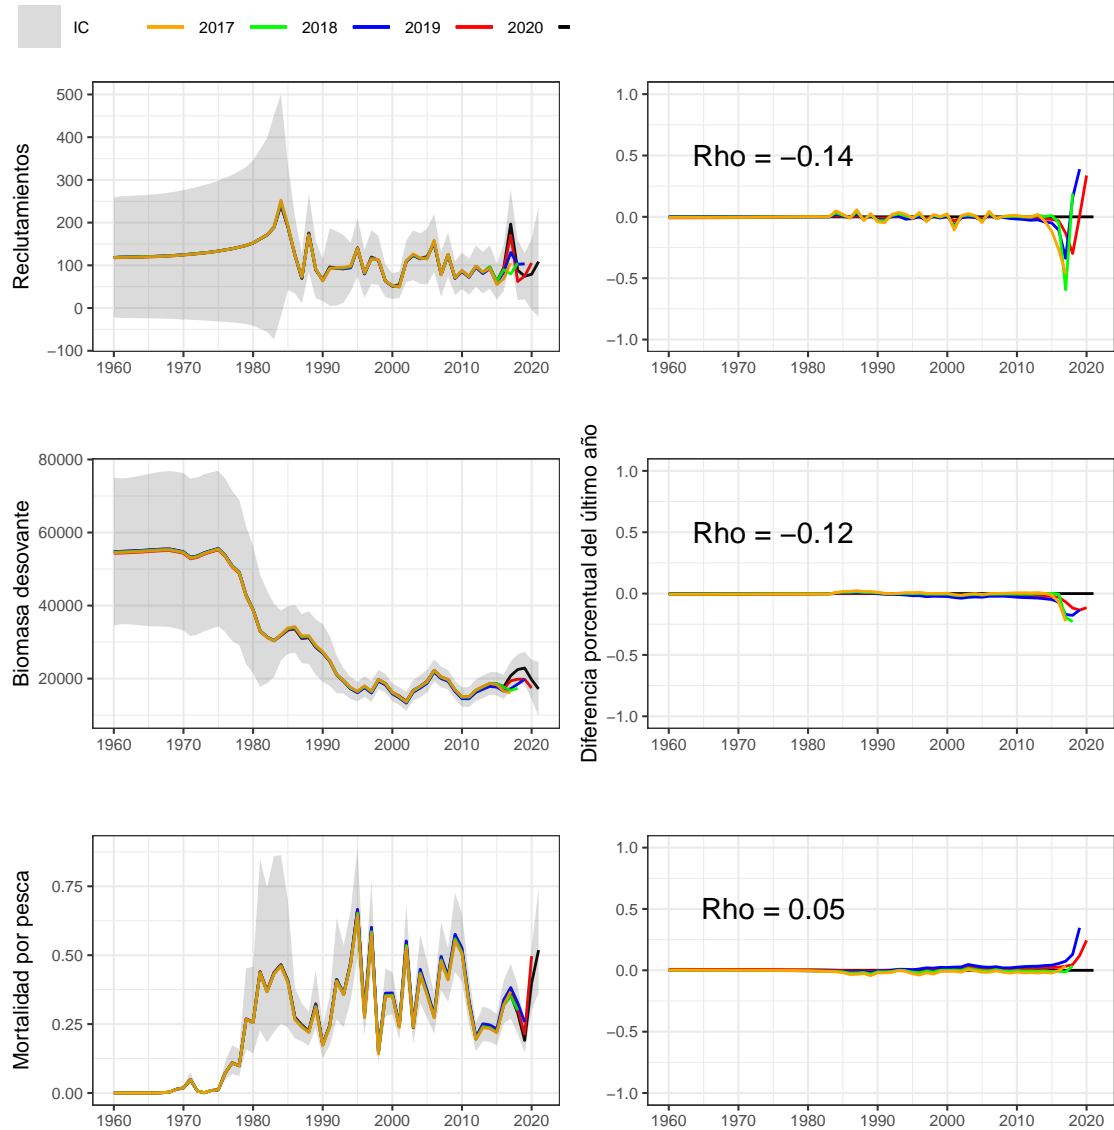 IC 2017 2018 2019 2020
Reclutamientos
500
400
300
200
100
0
−100
1960 1970 1980 1990 2000 2010 2020
1.0
0.5
0.0
−0.5
−1.0
Rho = −0.14
1960 1970 1980 1990 2000 2010 2020
Biomasa desovante
80000
60000
40000
20000
1960 1970 1980 1990 2000 2010 2020
Diferencia porcentual del último año
1.0
0.5
0.0
−0.5
−1.0
Rho = −0.12
1960 1970 1980 1990 2000 2010 2020
Mortalidad por pesca
0.75
0.50
0.25
0.00
1960 1970 1980 1990 2000 2010 2020
1.0
0.5
0.0
−0.5
−1.0
Rho = 0.05
1960 1970 1980 1990 2000 2010 2020